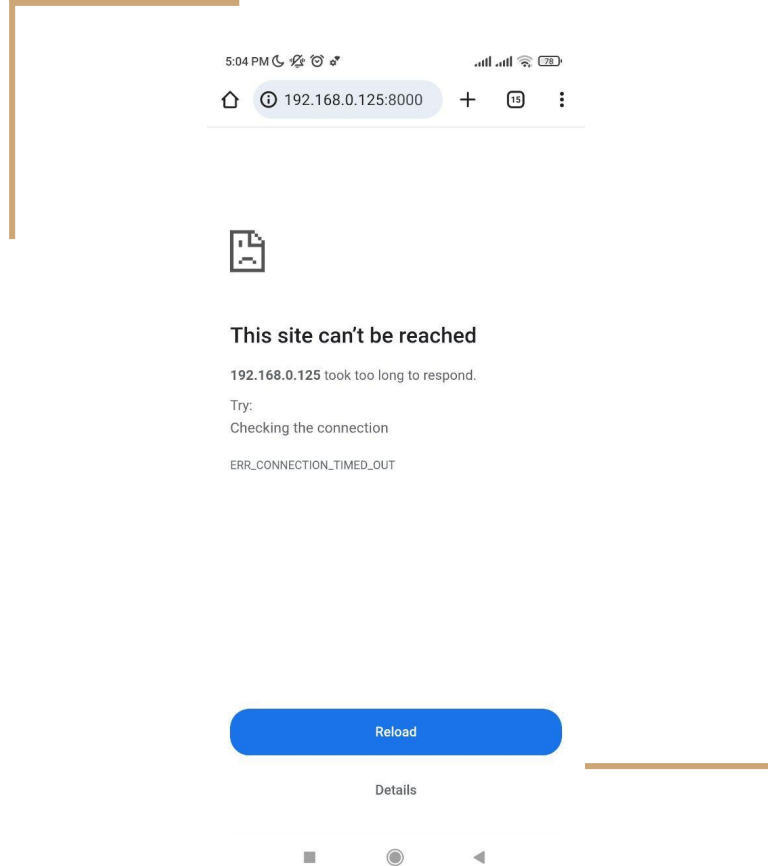 5:04 PM
78
192.168.0.125:8000
15
This site can't be reached
192.168.0.125 took too long to respond.
Try:
Checking the connection
ERR_CONNECTION_TIMED_OUT
Reload
Details